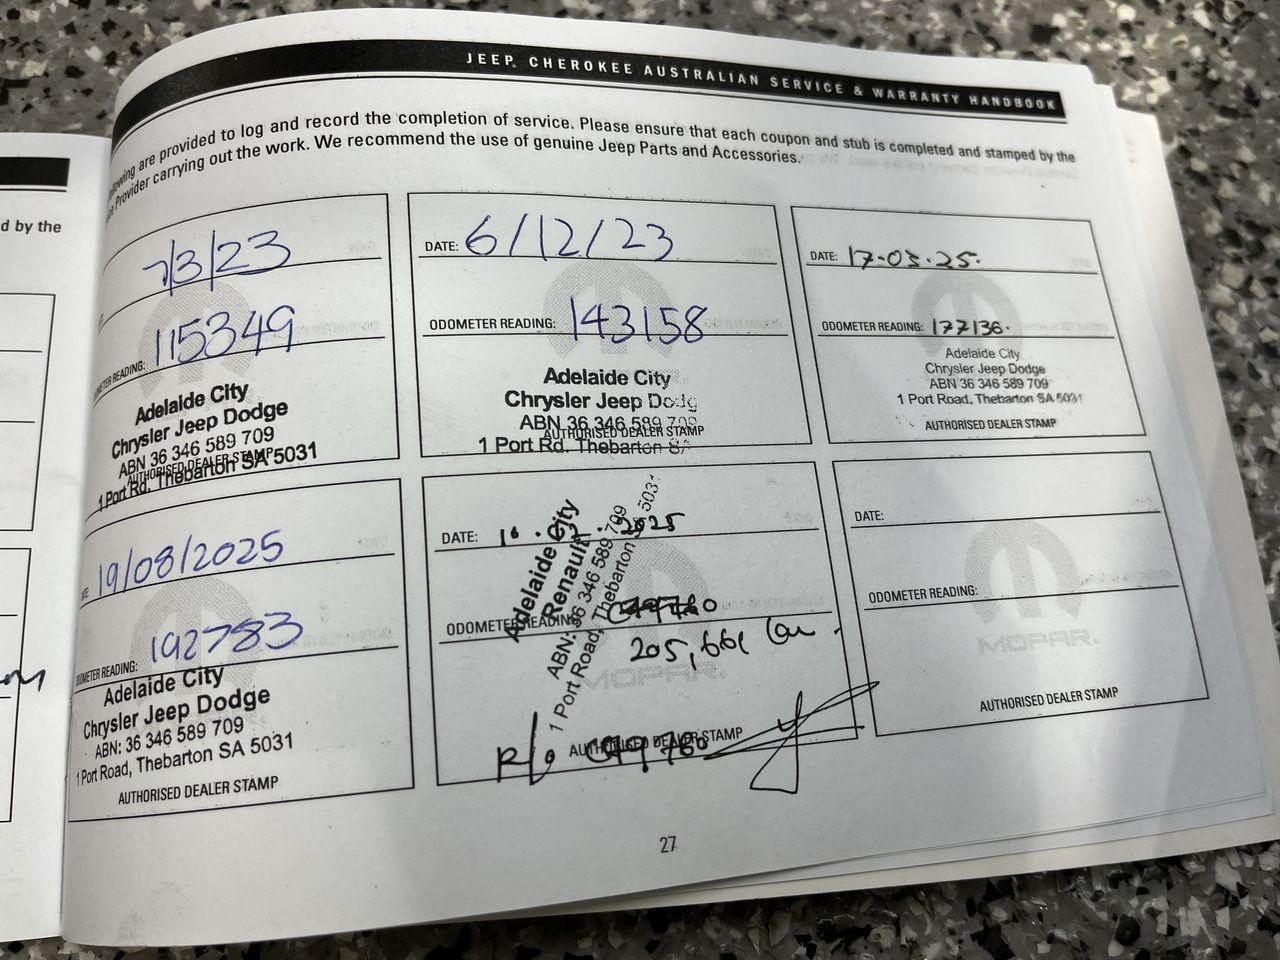 JEEP. CHEROKEE AUSTRALIAN SERVICE & WARRANTY HANDBOOK
are provided to log and record the completion of service. Please ensure that each coupon and stub is completed and stamped by the
Provider carrying out the work. We recommend the use of genuine Jeep Parts and Accessories.
d by the
7/3/23
115349
Adelaide City
Chrysler Jeep Dodge
ABN 36 346 589 709
AUTHORISED DEALER STAMP
1 Port Rd. Thebarton SA 5031
DATE: 6/12/23
ODOMETER READING: 143158
Adelaide City
Chrysler Jeep Dodg
ABN 36 346 589 709
AUTHORISED DEALER STAMP
1 Port Rd. Thebarton SA
DATE: 17-03-25.
ODOMETER READING: 177136.
Adelaide City
Chrysler Jeep Dodge
ABN 36 346 589 709
1 Port Road, Thebarton SA 5031
AUTHORISED DEALER STAMP
19/08/2025
ODOMETER READING: 192783
Adelaide City
Chrysler Jeep Dodge
ABN: 36 346 589 709
1 Port Road, Thebarton SA 5031
AUTHORISED DEALER STAMP
DATE: 2025
Adelaide City
Renault
ABN: 36 346 589 709
1 Port Road, Thebarton 5031
ODOMETER READING:
MOPAR
R/o
AUTHORISED DEALER STAMP
DATE:
ODOMETER READING:
MOPAR
AUTHORISED DEALER STAMP
27